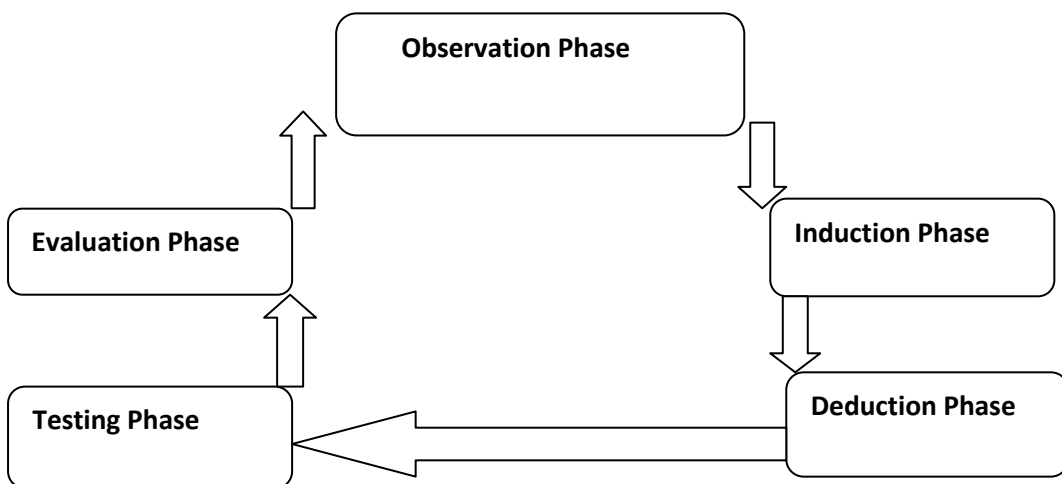 Observation Phase
Evaluation Phase
Induction Phase
Testing Phase
Deduction Phase